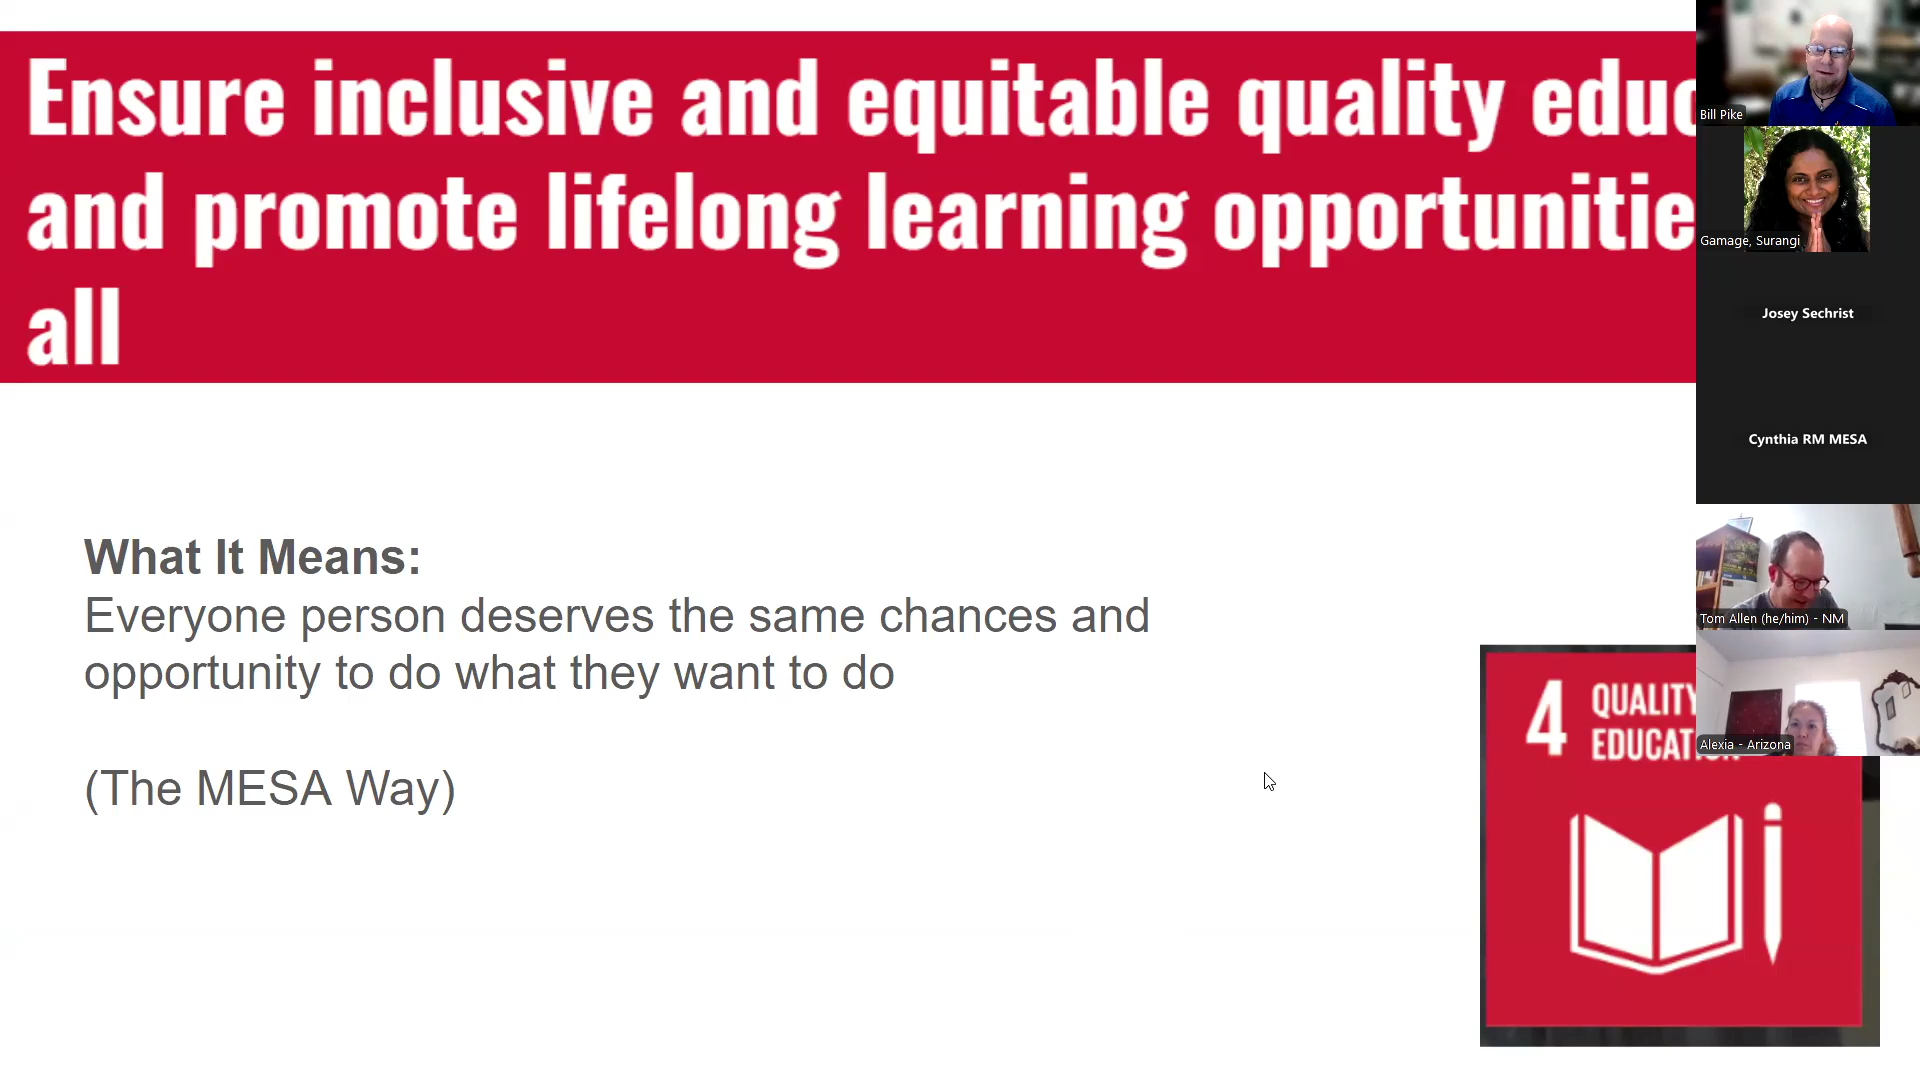 Ensure inclusive and equitable quality educ
and promote lifelong learning opportunitie
all
What It Means:
Everyone person deserves the same chances and
opportunity to do what they want to do
(The MESA Way)
4 QUALITY
EDUCAT
Bill Pike
Gamage, Surangi
Josey Sechrist
Cynthia RM MESA
Tom Allen (he/him) - NM
Alexia - Arizona